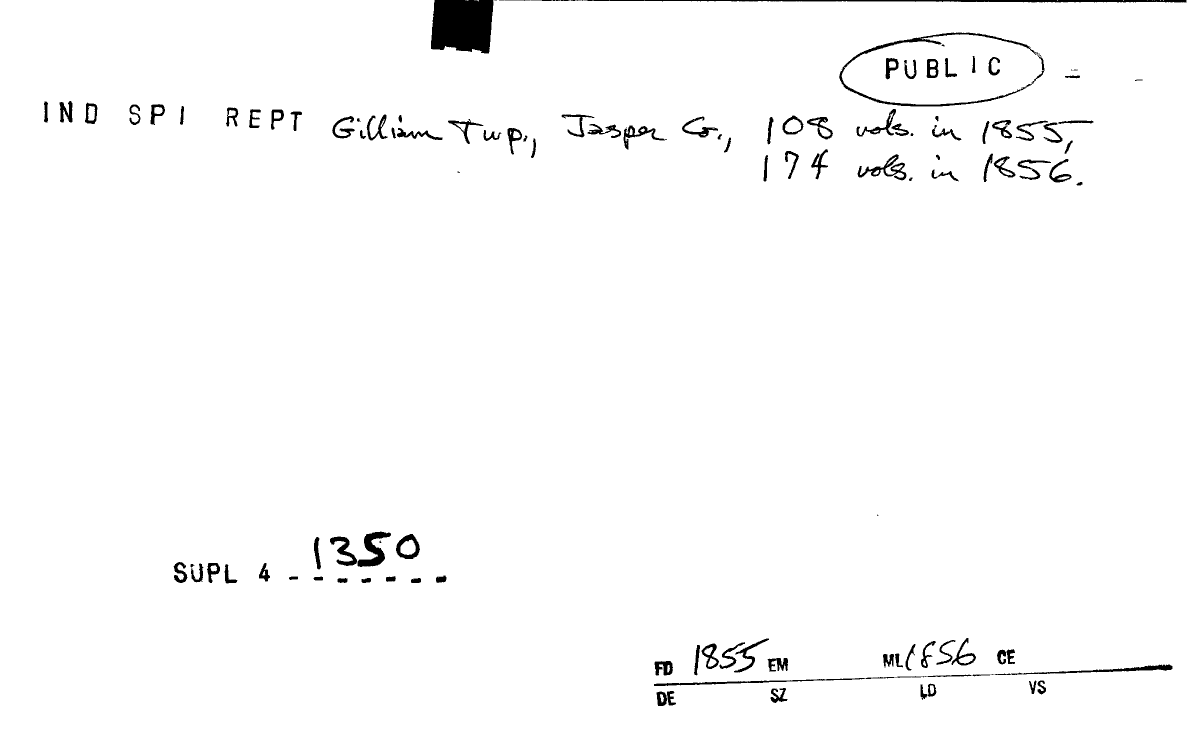 PUBLIC
IND SPI REPT Gilliam Twp., Jasper Co., 108 vols. in 1855,
174 vols. in 1856.
SUPL 4 - 1350
FD 1855 EM ML 1856 CE
DE SZ LD VS